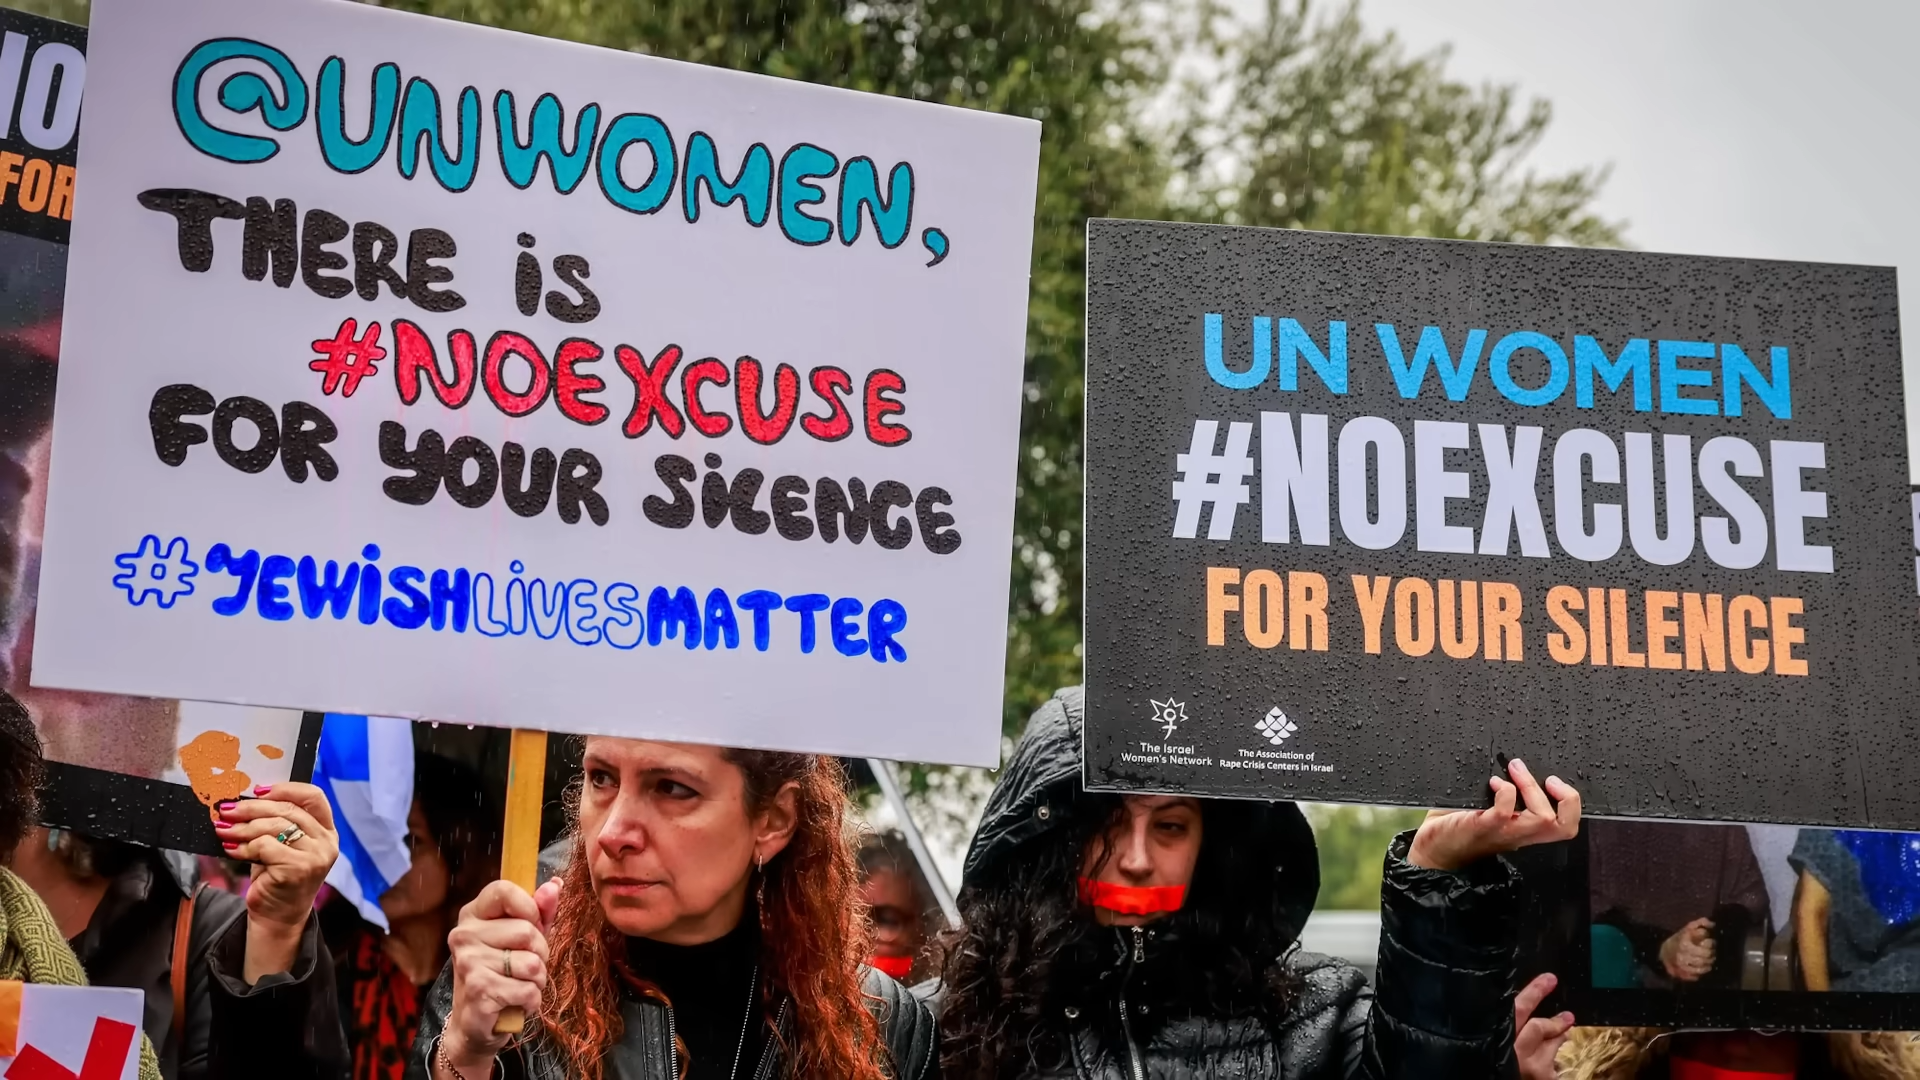 @UNWOMEN,
THERE iS
#NOEXCUSE
FOR YOUR SiLENCE
#JEWiSHLiVESMATTER
UN WOMEN
#NOEXCUSE
FOR YOUR SILENCE
The Israel
Women's Network
The Association of
Rape Crisis Centers in Israel
FOR